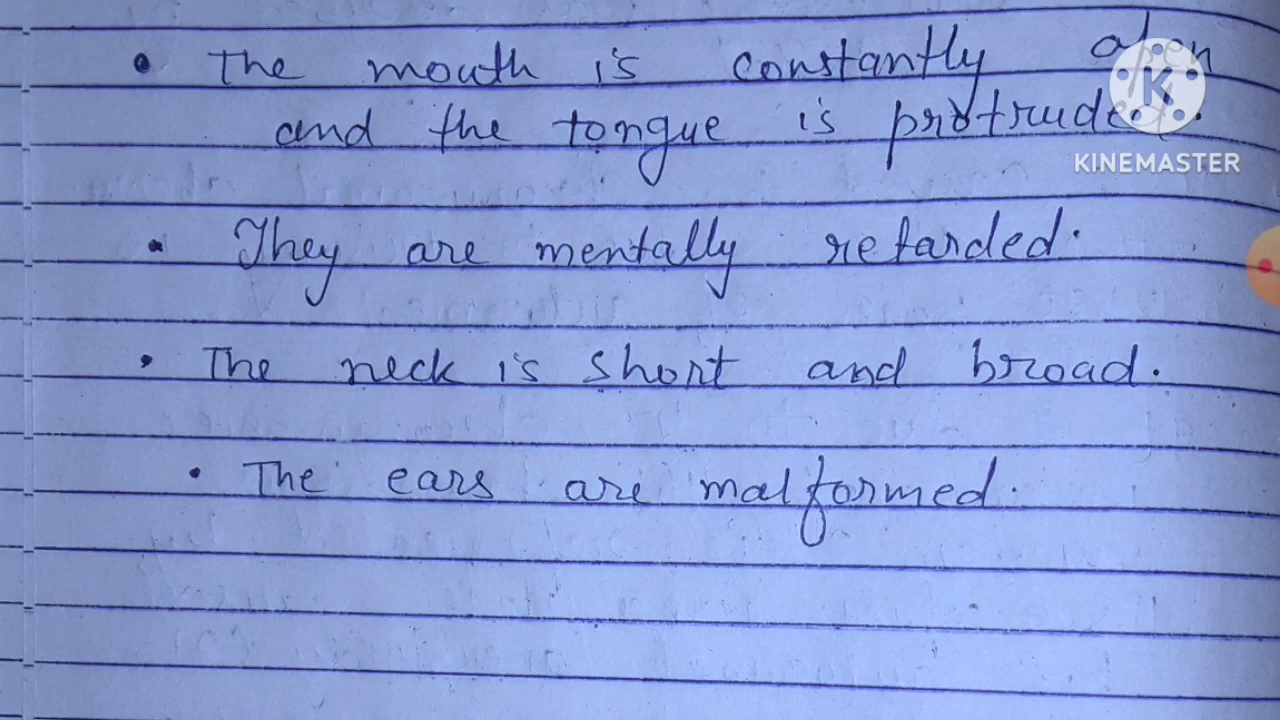 • The mouth is constantly open
and the tongue is protruded.
KINEMASTER
• They are mentally retarded.
• The neck is short and broad.
• The ears are malformed.